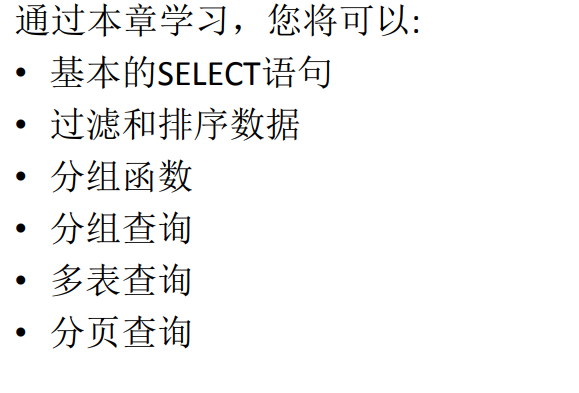 通过本章学习，您将可以:
• 基本的SELECT语句
• 过滤和排序数据
• 分组函数
• 分组查询
• 多表查询
• 分页查询